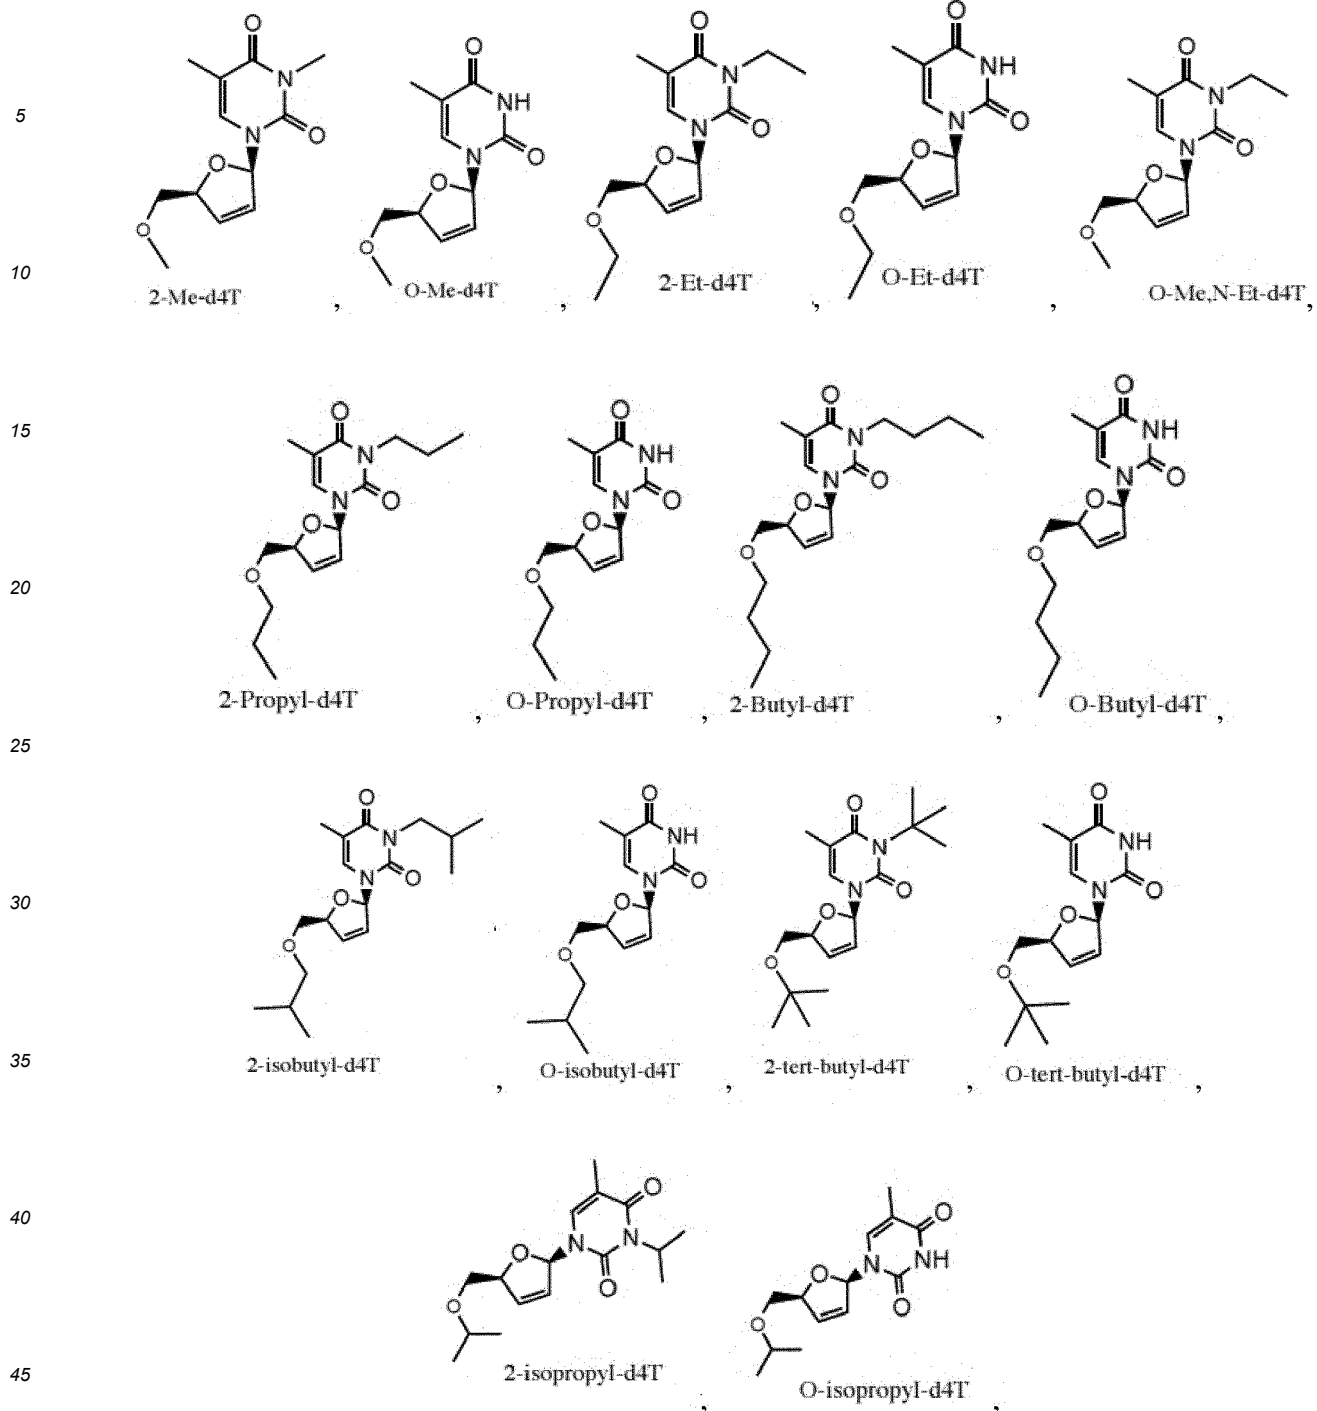 5
10
2-Me-d4T , O-Me-d4T , 2-Et-d4T , O-Et-d4T , O-Me,N-Et-d4T,
15
20
2-Propyl-d4T , O-Propyl-d4T , 2-Butyl-d4T , O-Butyl-d4T ,
25
30
35
2-isobutyl-d4T , O-isobutyl-d4T , 2-tert-butyl-d4T , O-tert-butyl-d4T ,
40
45
2-isopropyl-d4T , O-isopropyl-d4T ,